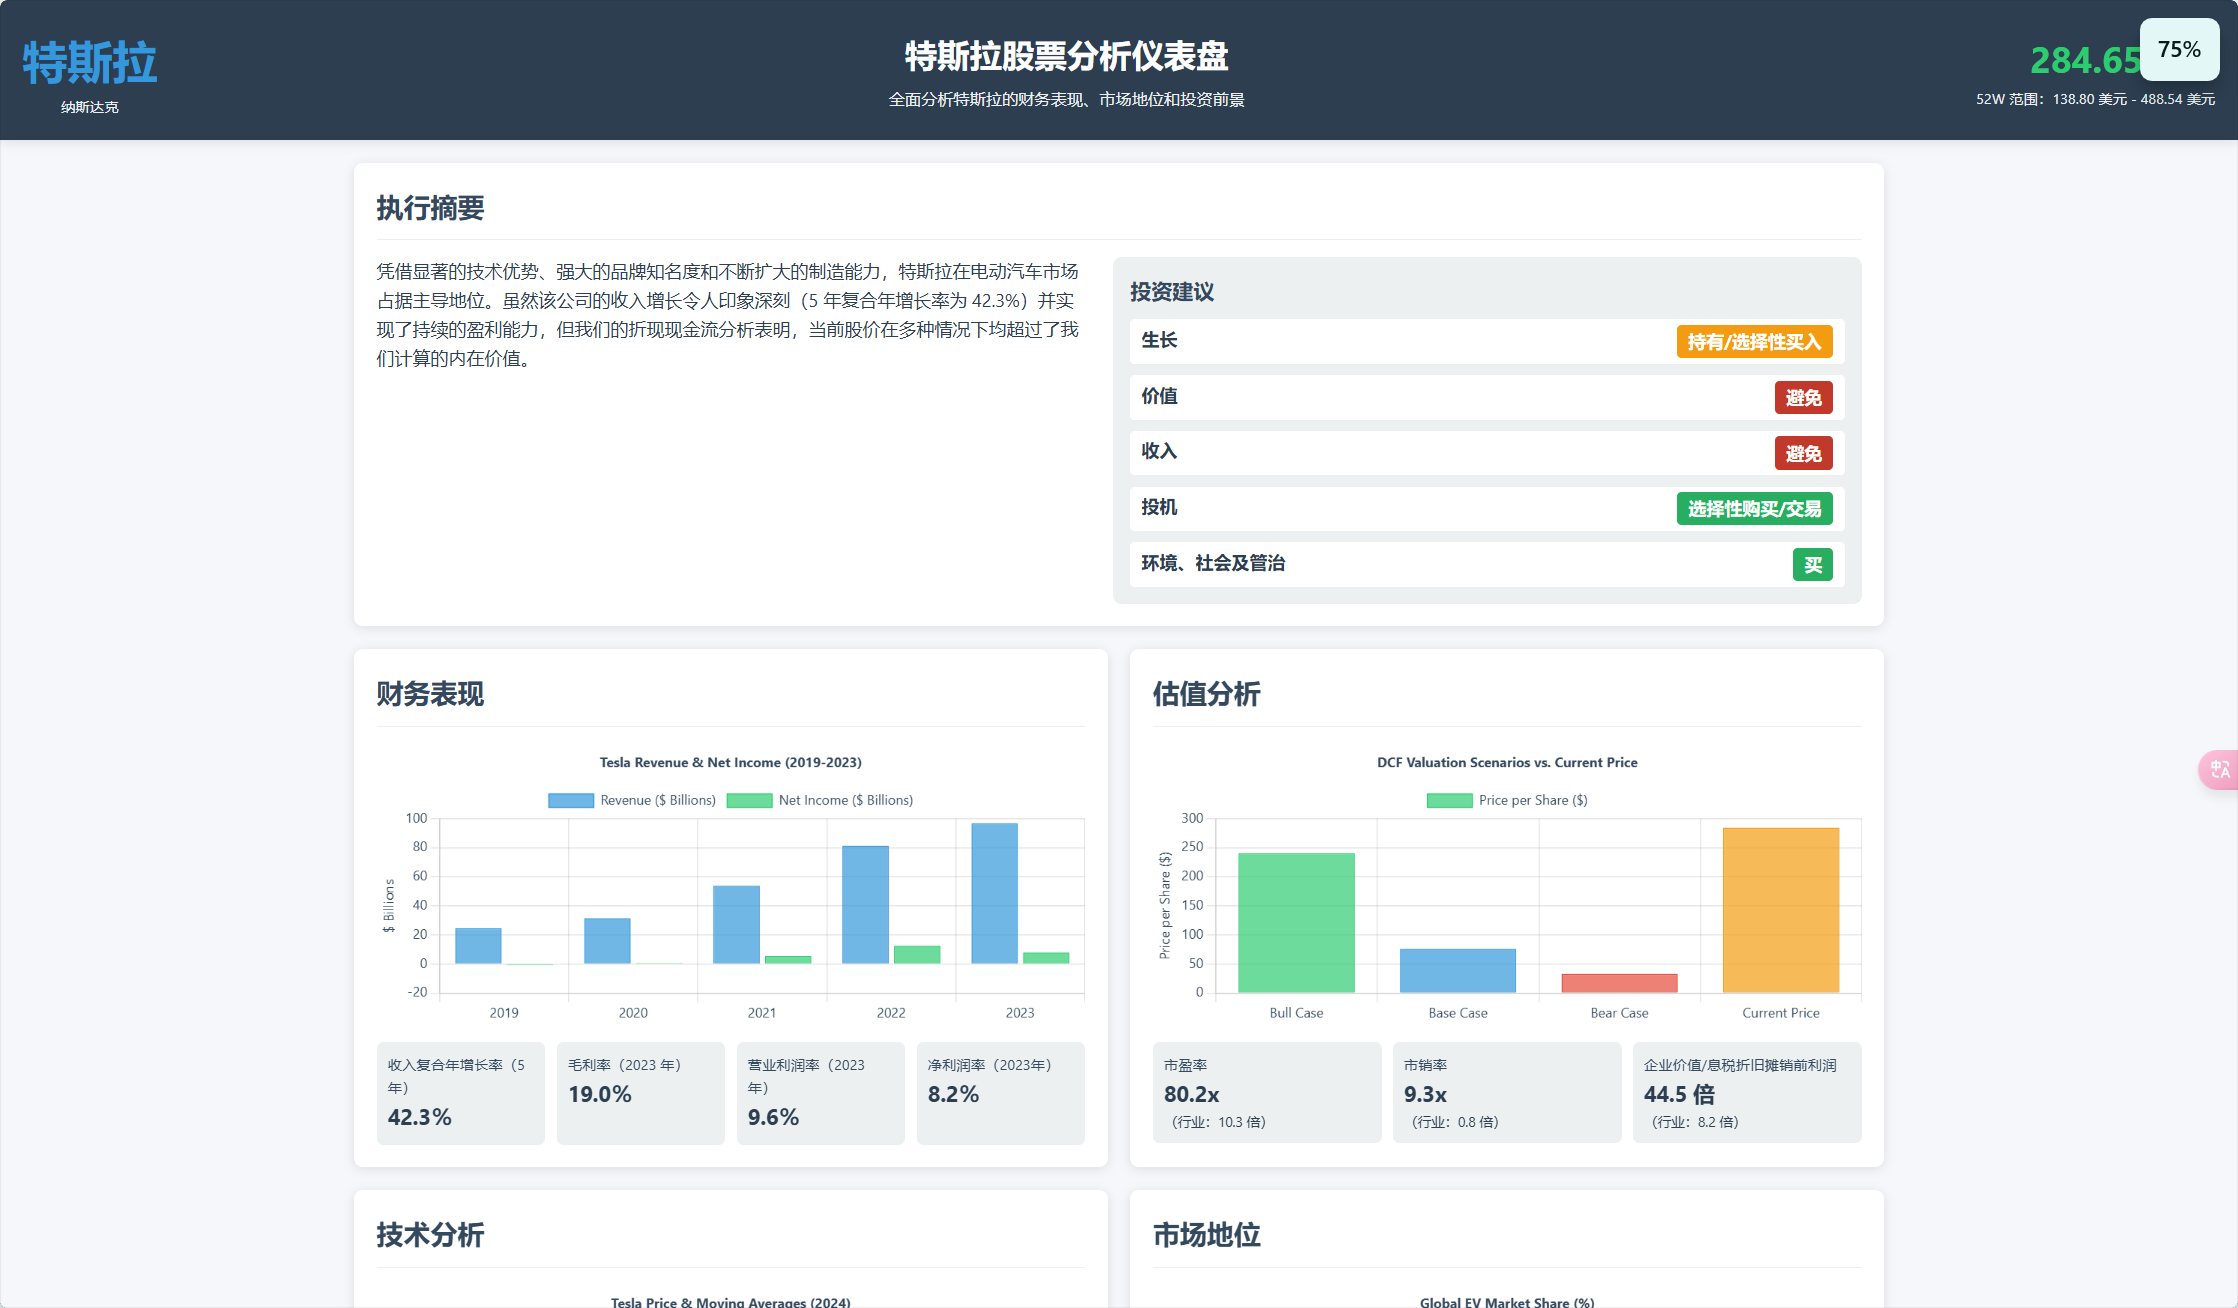 特斯拉
纳斯达克
特斯拉股票分析仪表盘
全面分析特斯拉的财务表现、市场地位和投资前景
284.65
75%
52W 范围：138.80 美元 - 488.54 美元
执行摘要
凭借显著的技术优势、强大的品牌知名度和不断扩大的制造能力，特斯拉在电动汽车市场
占据主导地位。虽然该公司的收入增长令人印象深刻（5 年复合年增长率为 42.3%）并实
现了持续的盈利能力，但我们的折现现金流分析表明，当前股价在多种情况下均超过了我
们计算的内在价值。
投资建议
生长
持有/选择性买入
价值
避免
收入
避免
投机
选择性购买/交易
环境、社会及管治
买
财务表现
Tesla Revenue & Net Income (2019-2023)
Revenue ($ Billions)
Net Income ($ Billions)
$ Billions
100
80
60
40
20
0
-20
2019
2020
2021
2022
2023
收入复合年增长率（5
年）
42.3%
毛利率（2023 年）
19.0%
营业利润率（2023
年）
9.6%
净利润率（2023年）
8.2%
估值分析
DCF Valuation Scenarios vs. Current Price
Price per Share ($)
Price per Share ($)
300
250
200
150
100
50
0
Bull Case
Base Case
Bear Case
Current Price
市盈率
80.2x
（行业：10.3 倍）
市销率
9.3x
（行业：0.8 倍）
企业价值/息税折旧摊销前利润
44.5 倍
（行业：8.2 倍）
技术分析
Tesla Price & Moving Averages (2024)
市场地位
Global EV Market Share (%)
中
A